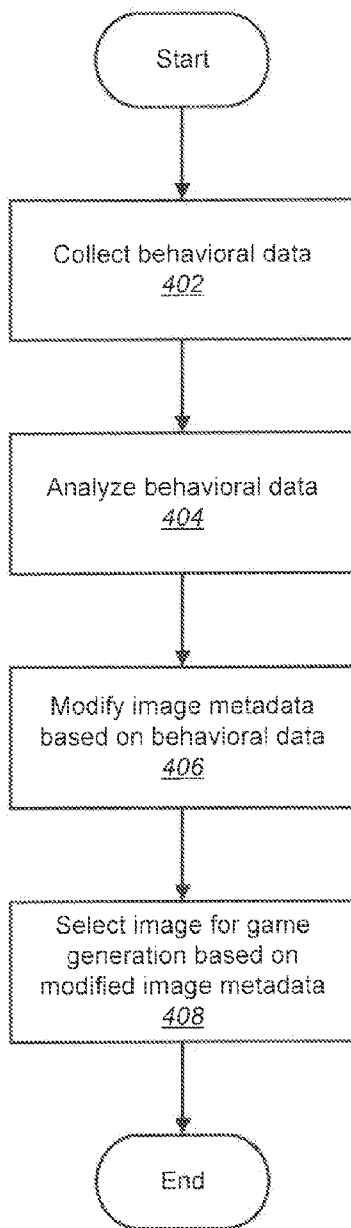 Start
Collect behavioral data
402
Analyze behavioral data
404
Modify image metadata
based on behavioral data
406
Select image for game
generation based on
modified image metadata
408
End